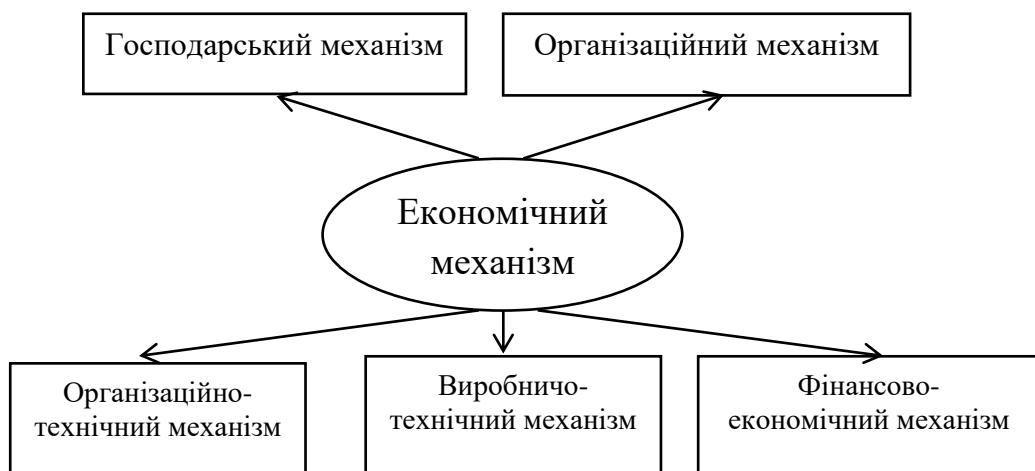 Господарський механізм
Організаційний механізм
Економічний
механізм
Організаційно-
технічний механізм
Виробничо-
технічний механізм
Фінансово-
економічний механізм